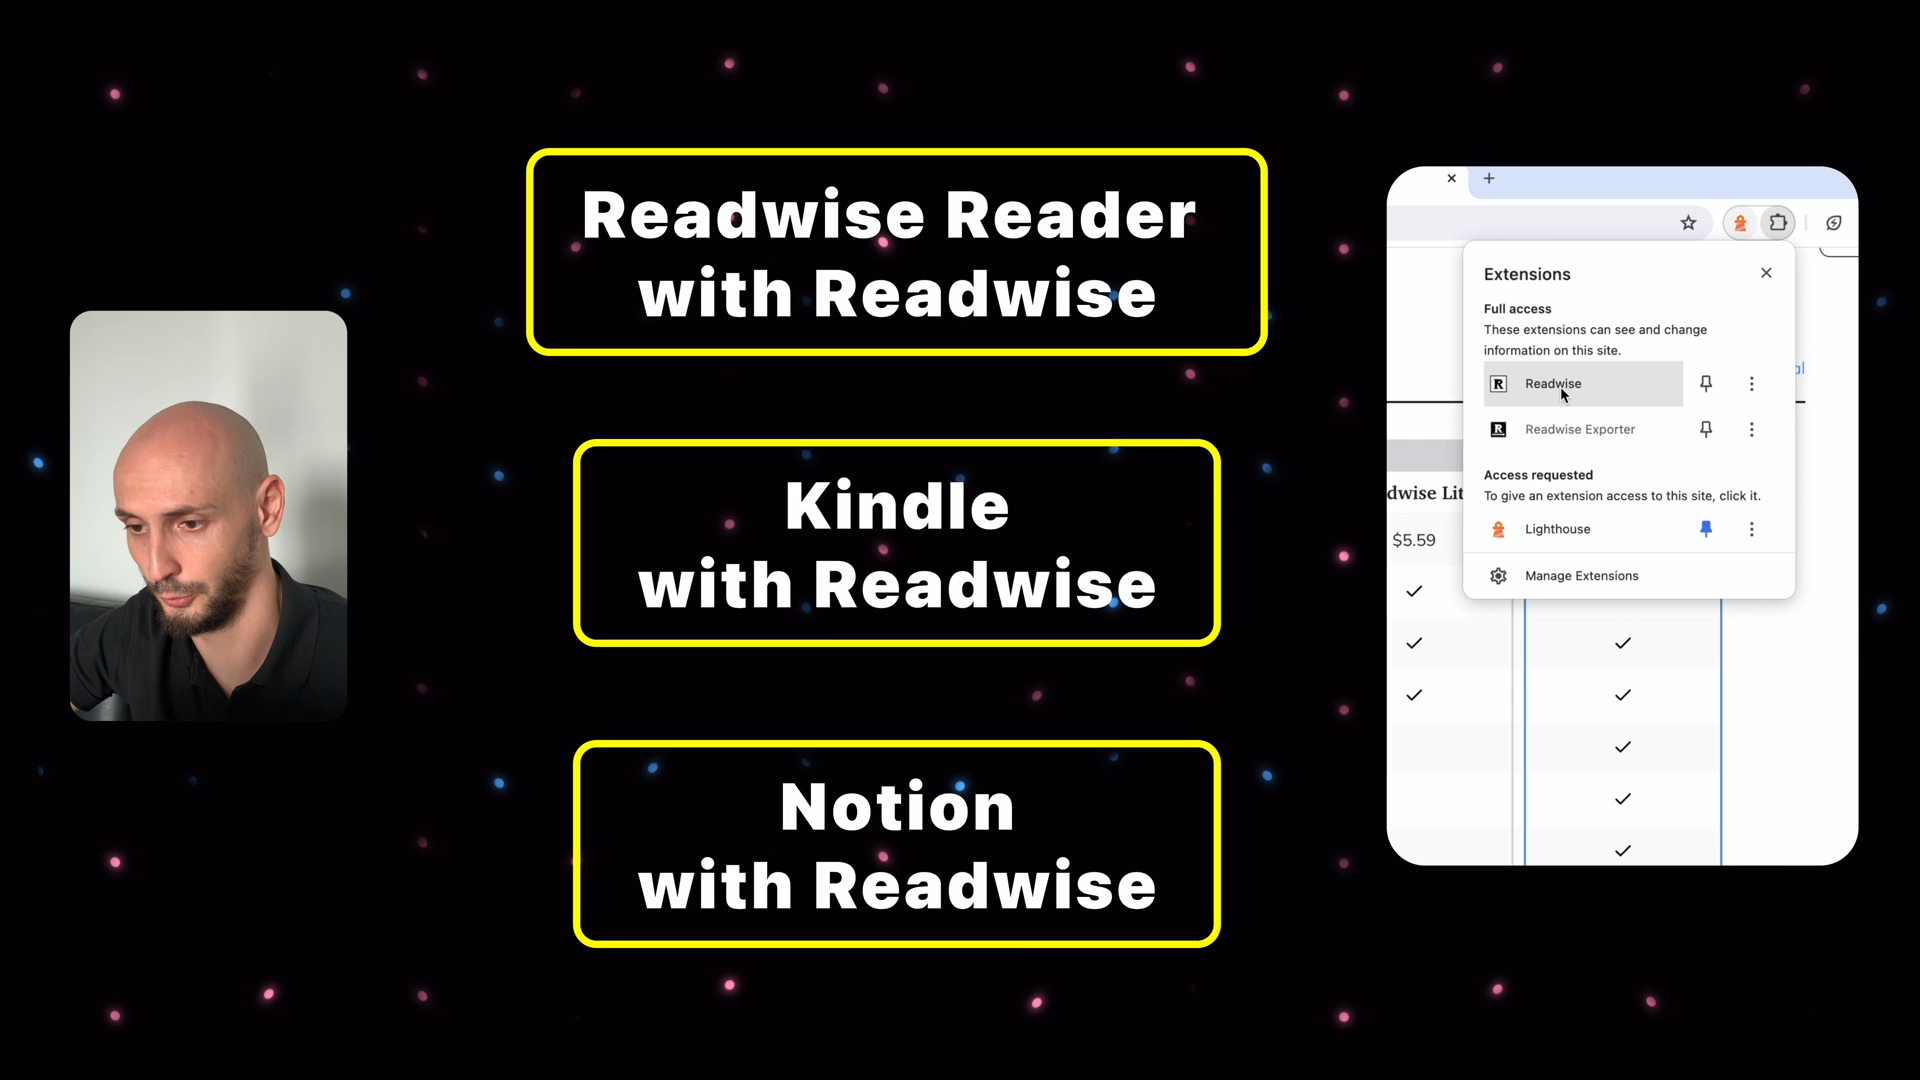 Readwise Reader
with Readwise
Kindle
with Readwise
Notion
with Readwise
Extensions
Full access
These extensions can see and change
information on this site.
Readwise
Readwise Exporter
Access requested
To give an extension access to this site, click it.
Lighthouse
Manage Extensions
al
dwise Lit
$5.59